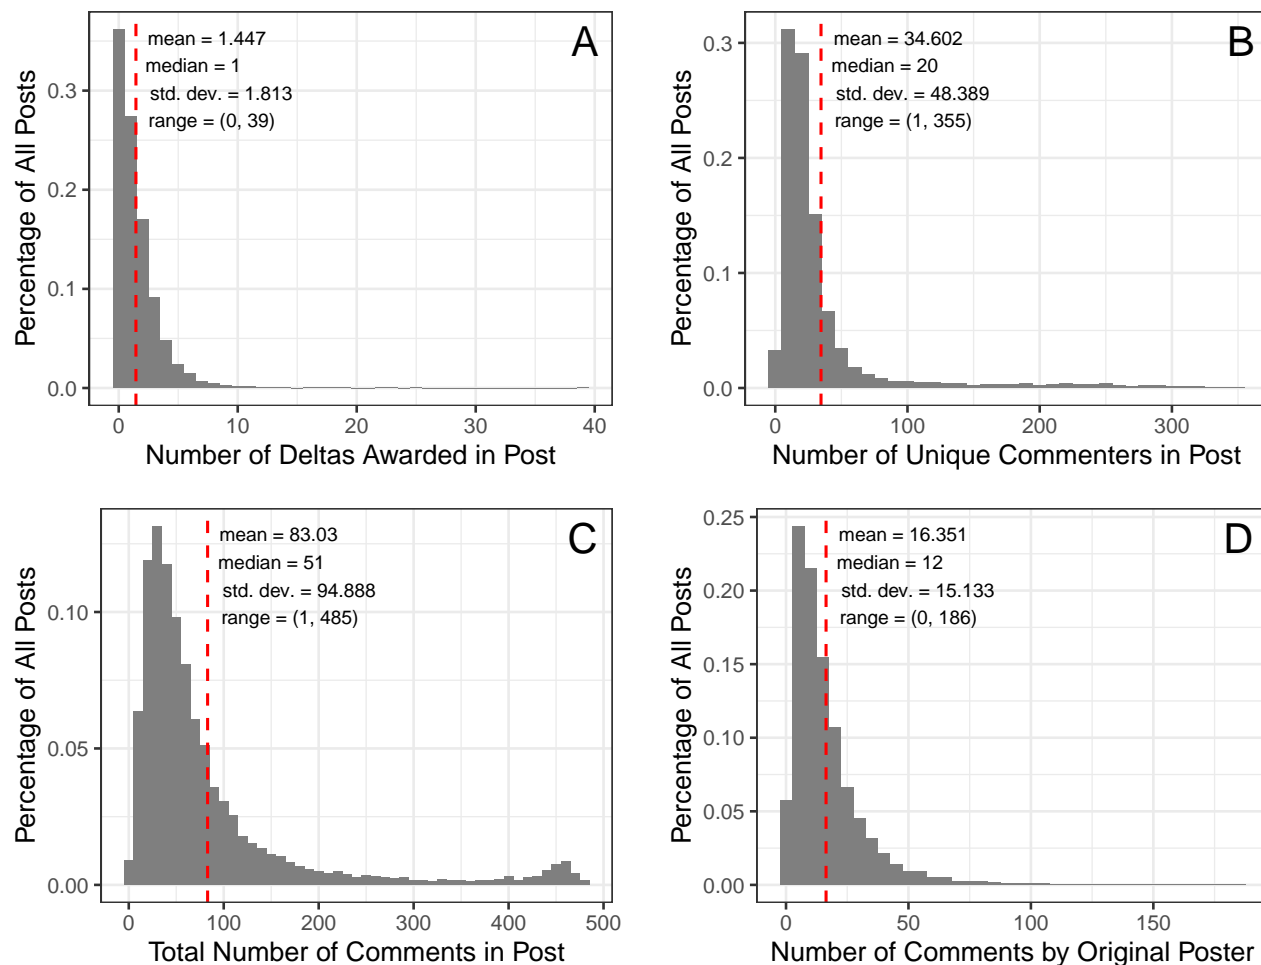 A
mean = 1.447
median = 1
std. dev. = 1.813
range = (0, 39)
Percentage of All Posts
0.3
0.2
0.1
0.0
0 10 20 30 40
Number of Deltas Awarded in Post
B
mean = 34.602
median = 20
std. dev. = 48.389
range = (1, 355)
Percentage of All Posts
0.3
0.2
0.1
0.0
0 100 200 300
Number of Unique Commenters in Post
C
mean = 83.03
median = 51
std. dev. = 94.888
range = (1, 485)
Percentage of All Posts
0.10
0.05
0.00
0 100 200 300 400 500
Total Number of Comments in Post
D
mean = 16.351
median = 12
std. dev. = 15.133
range = (0, 186)
Percentage of All Posts
0.25
0.20
0.15
0.10
0.05
0.00
0 50 100 150
Number of Comments by Original Poster